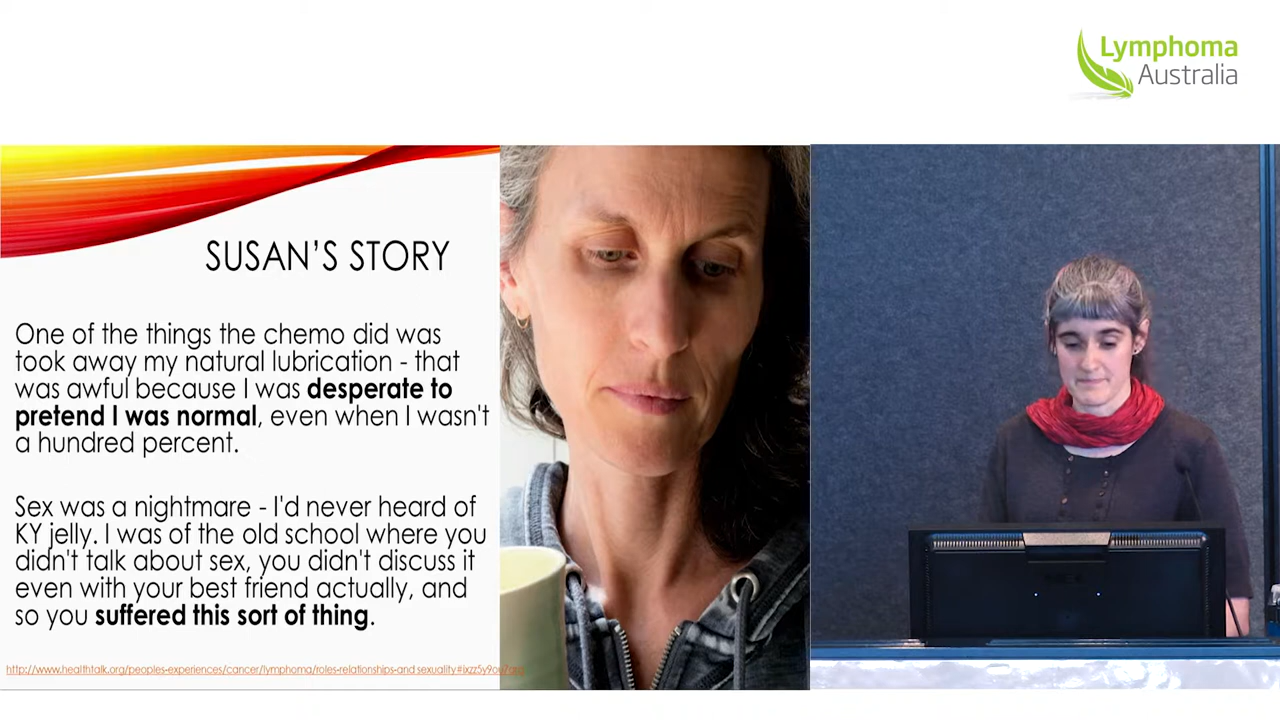 Lymphoma
Australia
SUSAN'S STORY
One of the things the chemo did was
took away my natural lubrication - that
was awful because I was desperate to
pretend I was normal, even when I wasn't
a hundred percent.
Sex was a nightmare - I'd never heard of
KY jelly. I was of the old school where you
didn't talk about sex, you didn't discuss it
even with your best friend actually, and
so you suffered this sort of thing.